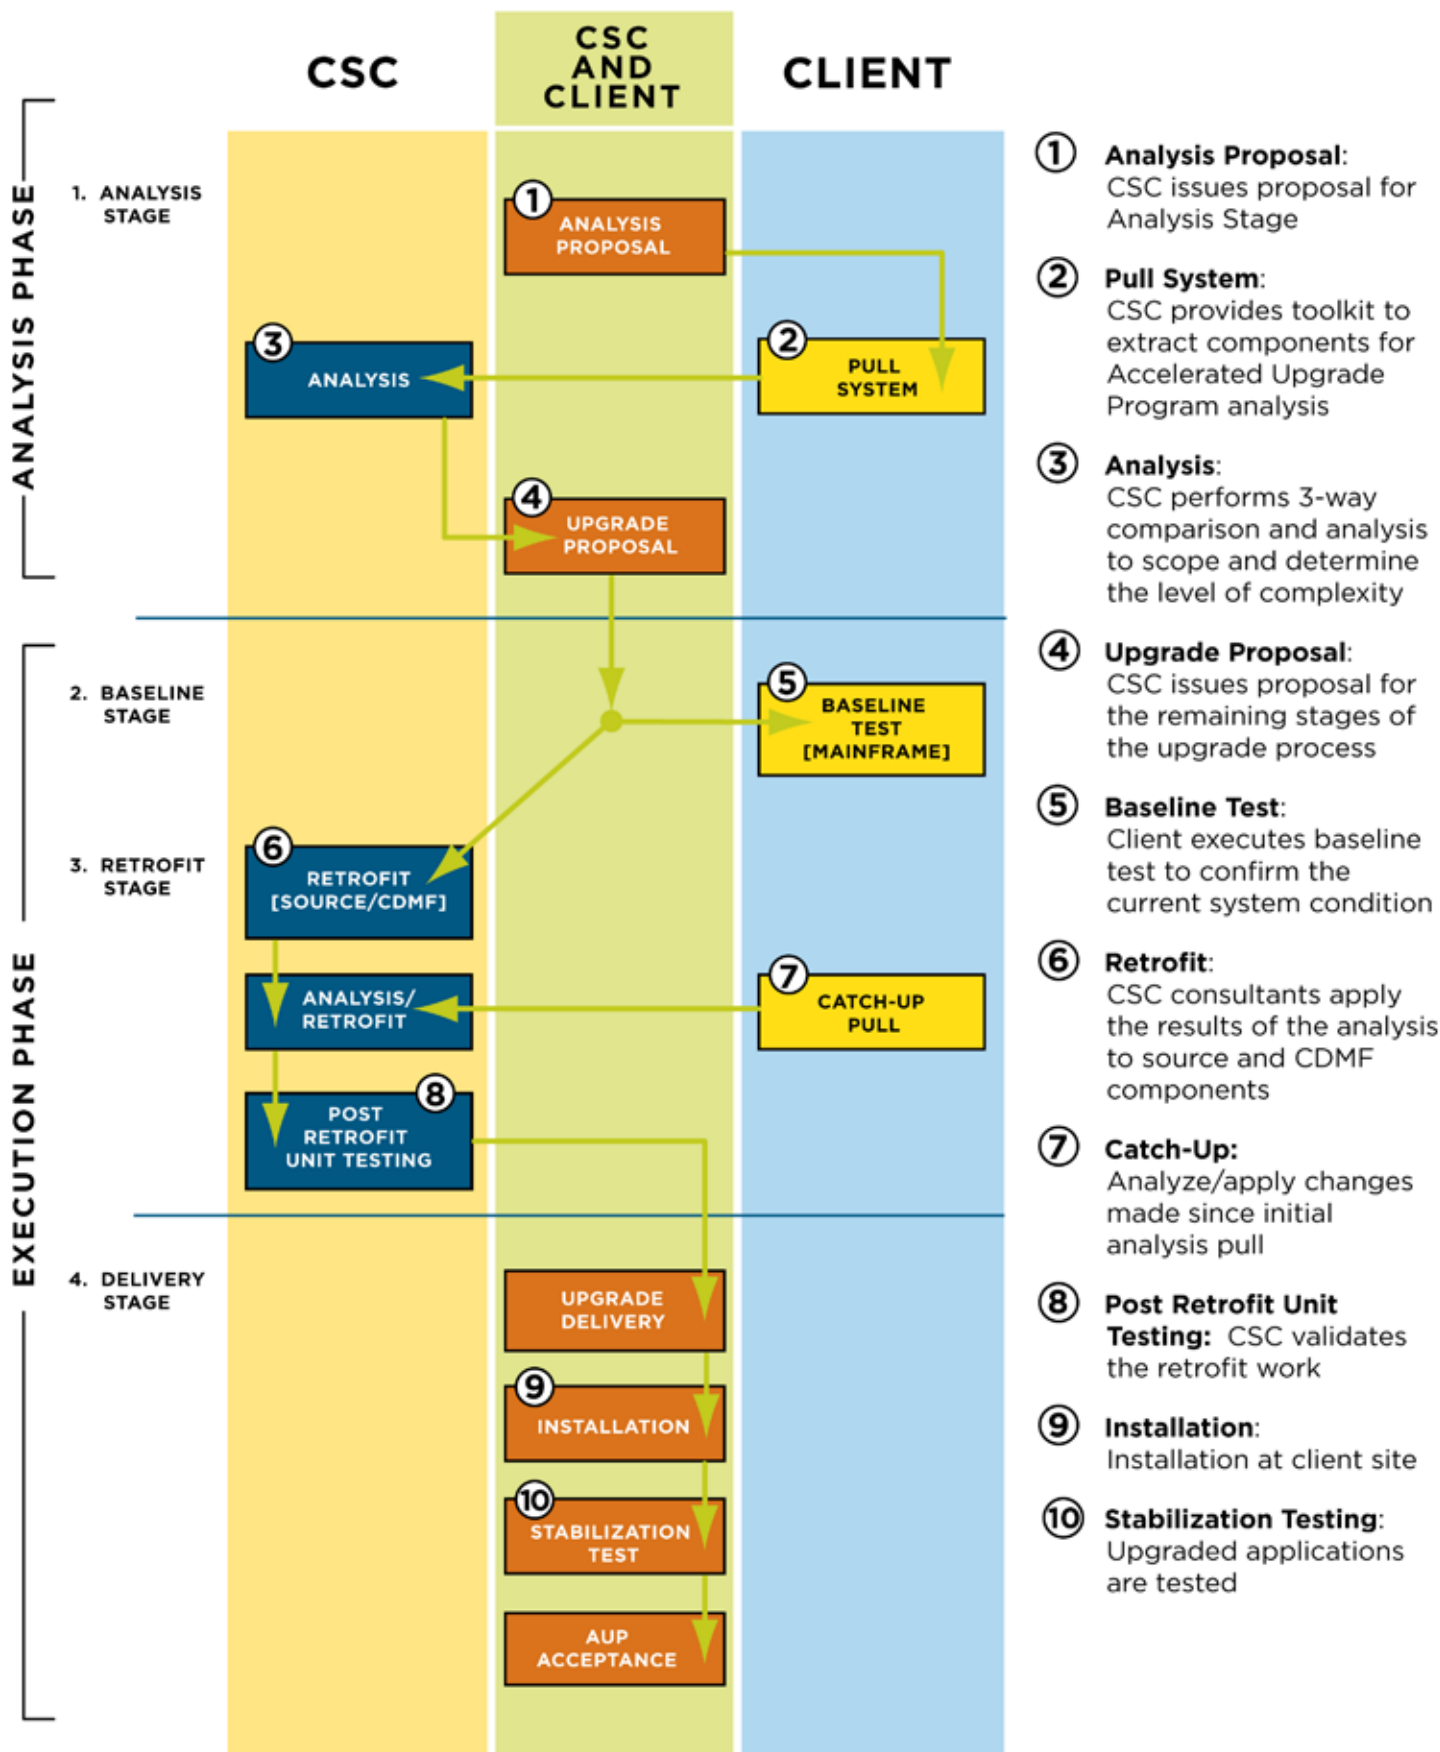 CSC
CSC
AND
CLIENT
CLIENT
ANALYSIS PHASE
1. ANALYSIS
STAGE
1
ANALYSIS
PROPOSAL
2
PULL
SYSTEM
3
ANALYSIS
4
UPGRADE
PROPOSAL
EXECUTION PHASE
2. BASELINE
STAGE
5
BASELINE
TEST
[MAINFRAME]
3. RETROFIT
STAGE
6
RETROFIT
[SOURCE/CDMF]
ANALYSIS/
RETROFIT
7
CATCH-UP
PULL
8
POST
RETROFIT
UNIT TESTING
4. DELIVERY
STAGE
UPGRADE
DELIVERY
9
INSTALLATION
10
STABILIZATION
TEST
AUP
ACCEPTANCE
1 Analysis Proposal:
CSC issues proposal for
Analysis Stage
2 Pull System:
CSC provides toolkit to
extract components for
Accelerated Upgrade
Program analysis
3 Analysis:
CSC performs 3-way
comparison and analysis
to scope and determine
the level of complexity
4 Upgrade Proposal:
CSC issues proposal for
the remaining stages of
the upgrade process
5 Baseline Test:
Client executes baseline
test to confirm the
current system condition
6 Retrofit:
CSC consultants apply
the results of the analysis
to source and CDMF
components
7 Catch-Up:
Analyze/apply changes
made since initial
analysis pull
8 Post Retrofit Unit
Testing: CSC validates
the retrofit work
9 Installation:
Installation at client site
10 Stabilization Testing:
Upgraded applications
are tested